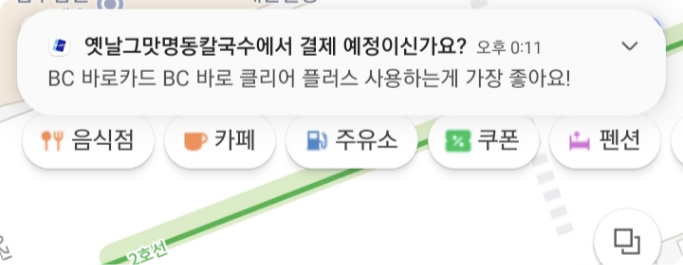 옛날그맛명동칼국수에서 결제 예정이신가요? 오후 0:11
BC 바로카드 BC 바로 클리어 플러스 사용하는게 가장 좋아요!
음식점 카페 주유소 쿠폰 펜션
2호선